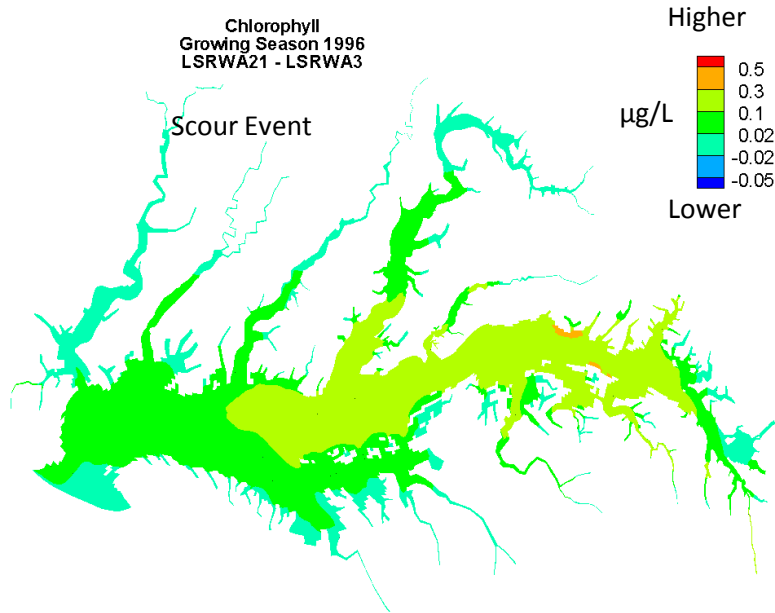 Chlorophyll
Growing Season 1996
LSRWA21 - LSRWA3
Scour Event
Higher
µg/L
0.5
0.3
0.1
0.02
-0.02
-0.05
Lower